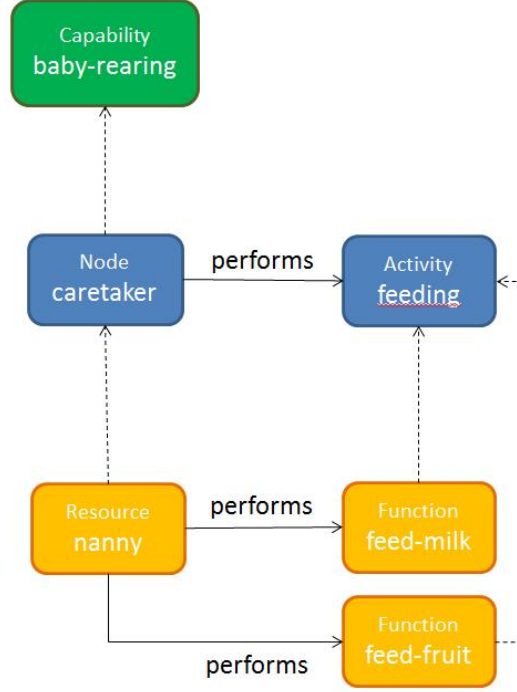 Capability
baby-rearing
performs
Node
caretaker
Activity
feeding
performs
Resource
nanny
Function
feed-milk
Function
feed-fruit
performs